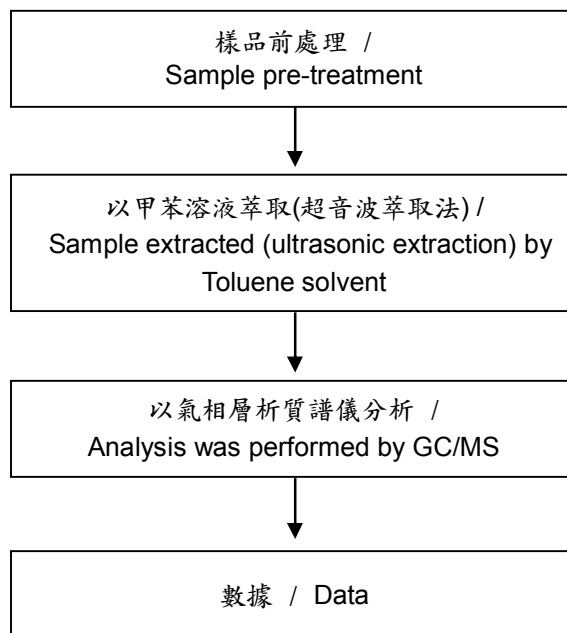 樣品前處理 /
Sample pre-treatment
以甲苯溶液萃取(超音波萃取法) /
Sample extracted (ultrasonic extraction) by
Toluene solvent
以氣相層析質譜儀分析 /
Analysis was performed by GC/MS
數據 / Data